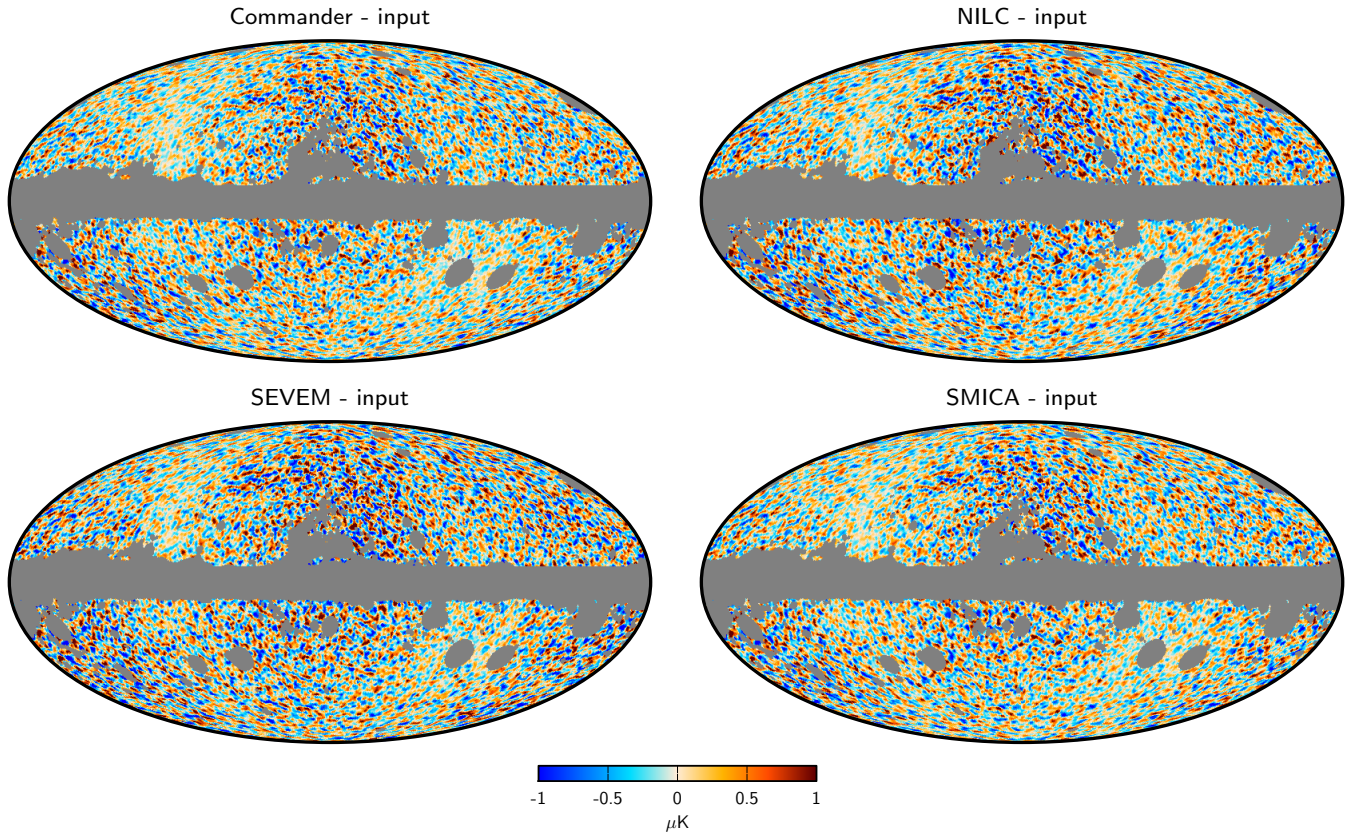 Commander - input
NILC - input
SEVEM - input
SMICA - input
-1 -0.5 0 0.5 1
μK